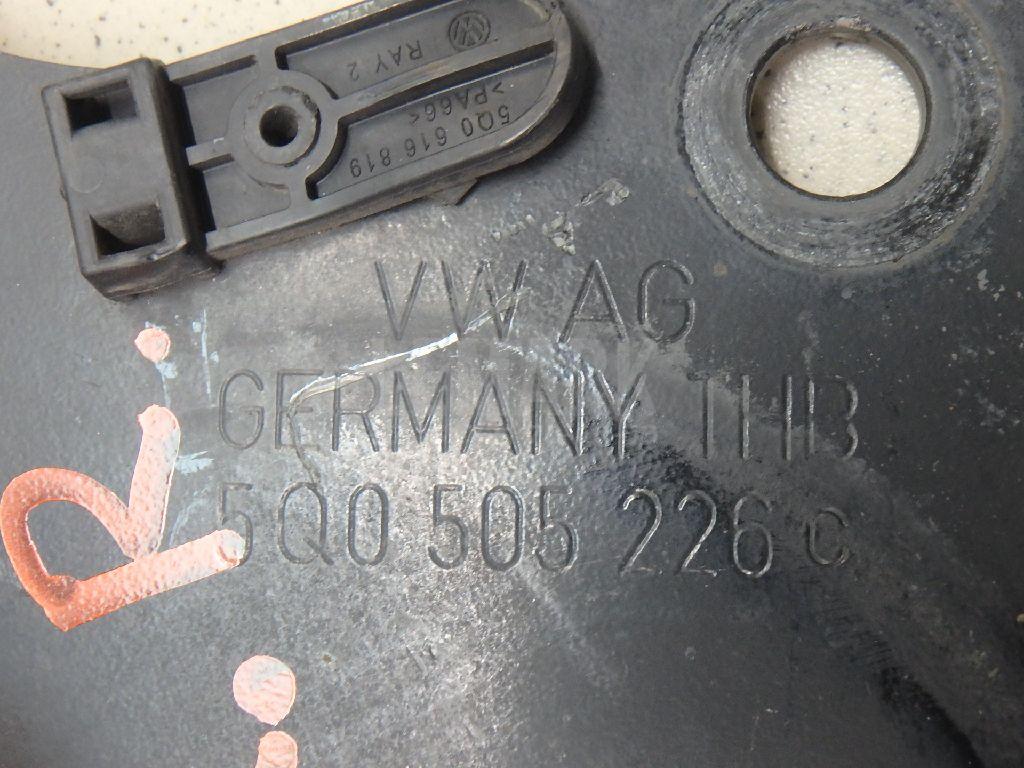 RAY 2
>PA66<
5Q0 616 819
VW AG
GERMANY THB
5Q0 505 226 C
R